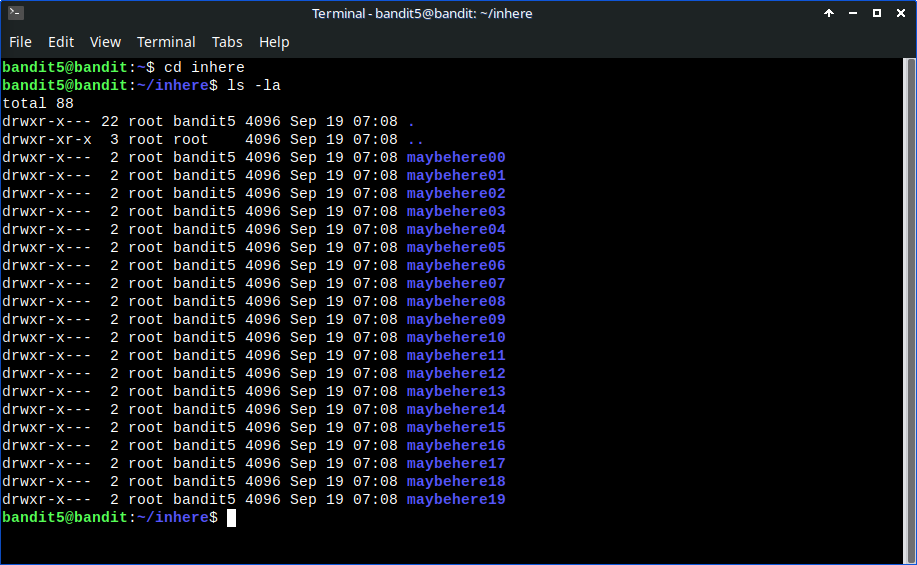 Terminal - bandit5@bandit: ~/inhere
File Edit View Terminal Tabs Help
bandit5@bandit:~$ cd inhere
bandit5@bandit:~/inhere$ ls -la
total 88
drwxr-x--- 22 root bandit5 4096 Sep 19 07:08 .
drwxr-xr-x  3 root root    4096 Sep 19 07:08 ..
drwxr-x---  2 root bandit5 4096 Sep 19 07:08 maybehere00
drwxr-x---  2 root bandit5 4096 Sep 19 07:08 maybehere01
drwxr-x---  2 root bandit5 4096 Sep 19 07:08 maybehere02
drwxr-x---  2 root bandit5 4096 Sep 19 07:08 maybehere03
drwxr-x---  2 root bandit5 4096 Sep 19 07:08 maybehere04
drwxr-x---  2 root bandit5 4096 Sep 19 07:08 maybehere05
drwxr-x---  2 root bandit5 4096 Sep 19 07:08 maybehere06
drwxr-x---  2 root bandit5 4096 Sep 19 07:08 maybehere07
drwxr-x---  2 root bandit5 4096 Sep 19 07:08 maybehere08
drwxr-x---  2 root bandit5 4096 Sep 19 07:08 maybehere09
drwxr-x---  2 root bandit5 4096 Sep 19 07:08 maybehere10
drwxr-x---  2 root bandit5 4096 Sep 19 07:08 maybehere11
drwxr-x---  2 root bandit5 4096 Sep 19 07:08 maybehere12
drwxr-x---  2 root bandit5 4096 Sep 19 07:08 maybehere13
drwxr-x---  2 root bandit5 4096 Sep 19 07:08 maybehere14
drwxr-x---  2 root bandit5 4096 Sep 19 07:08 maybehere15
drwxr-x---  2 root bandit5 4096 Sep 19 07:08 maybehere16
drwxr-x---  2 root bandit5 4096 Sep 19 07:08 maybehere17
drwxr-x---  2 root bandit5 4096 Sep 19 07:08 maybehere18
drwxr-x---  2 root bandit5 4096 Sep 19 07:08 maybehere19
bandit5@bandit:~/inhere$